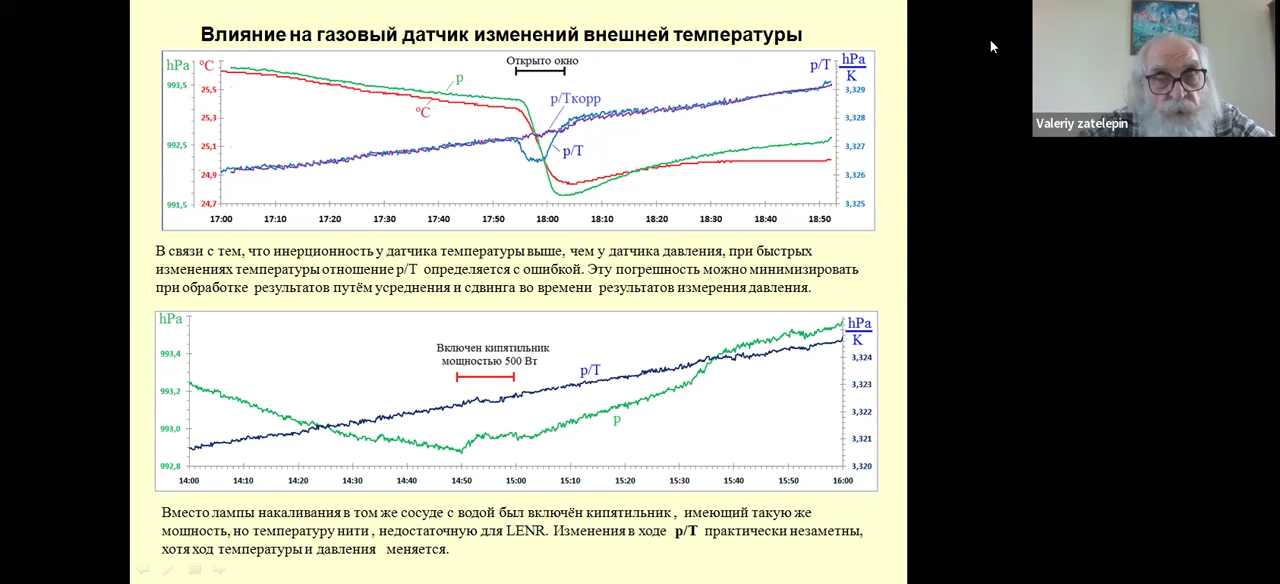 Влияние на газовый датчик изменений внешней температуры
hPa
°C
Открыто окно
p/T
hPa
K
p
°C
p/Tкорр
p/T
993,5
992,5
991,5
25,5
25,3
25,1
24,9
24,7
3,329
3,328
3,327
3,326
3,325
17:00 17:10 17:20 17:30 17:40 17:50 18:00 18:10 18:20 18:30 18:40 18:50
В связи с тем, что инерционность у датчика температуры выше, чем у датчика давления, при быстрых
изменениях температуры отношение p/T определяется с ошибкой. Эту погрешность можно минимизировать
при обработке результатов путём усреднения и сдвига во времени результатов измерения давления.
hPa
hPa
K
Включен кипятильник
мощностью 500 Вт
p/T
p
993,4
993,2
993,0
992,8
3,324
3,323
3,322
3,321
3,320
14:00 14:10 14:20 14:30 14:40 14:50 15:00 15:10 15:20 15:30 15:40 15:50 16:00
Вместо лампы накаливания в том же сосуде с водой был включён кипятильник , имеющий такую же
мощность, но температуру нити , недостаточную для LENR. Изменения в ходе p/T практически незаметны,
хотя ход температуры и давления меняется.
Valeriy zatelepin